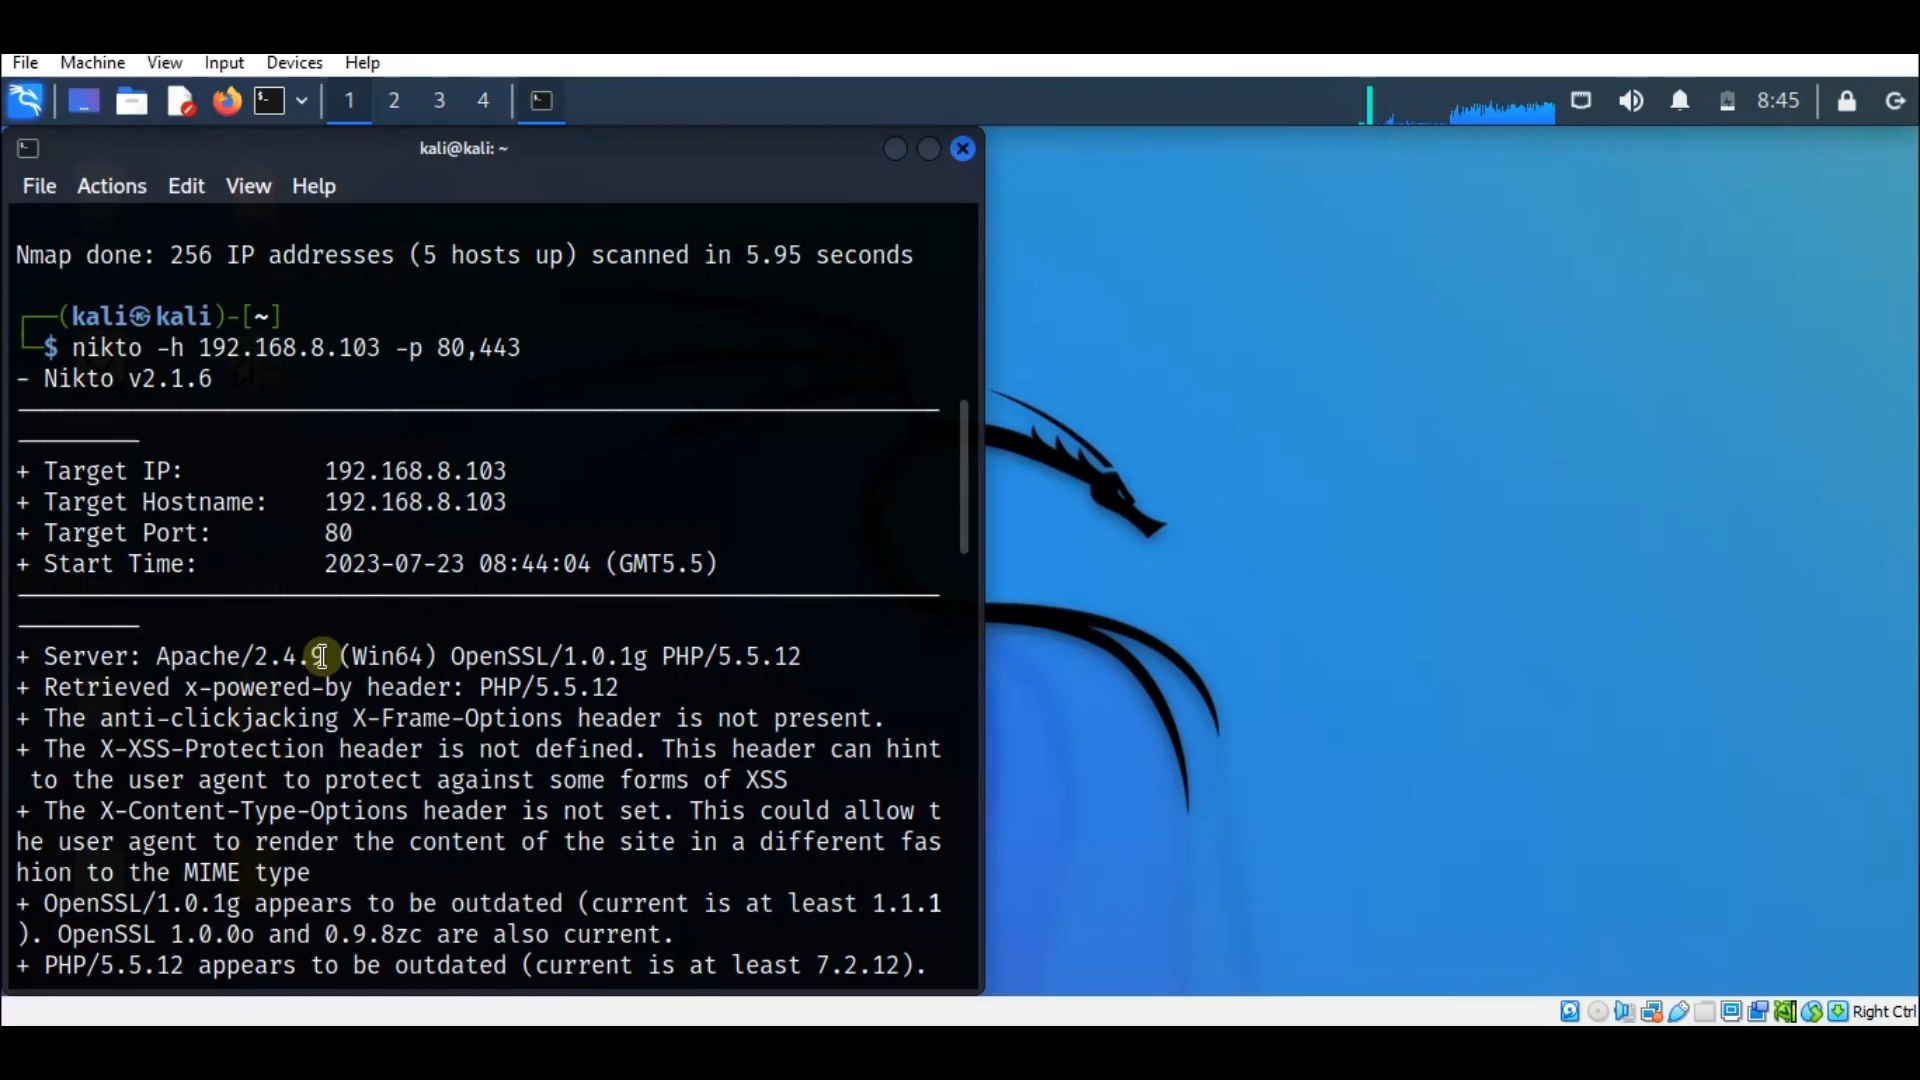 File Machine View Input Devices Help
1 2 3 4 8:45
kali@kali: ~
File Actions Edit View Help
Nmap done: 256 IP addresses (5 hosts up) scanned in 5.95 seconds
┌──(kali㉿kali)-[~]
└─$ nikto -h 192.168.8.103 -p 80,443
- Nikto v2.1.6
+ Target IP: 192.168.8.103
+ Target Hostname: 192.168.8.103
+ Target Port: 80
+ Start Time: 2023-07-23 08:44:04 (GMT5.5)
+ Server: Apache/2.4.9 (Win64) OpenSSL/1.0.1g PHP/5.5.12
+ Retrieved x-powered-by header: PHP/5.5.12
+ The anti-clickjacking X-Frame-Options header is not present.
+ The X-XSS-Protection header is not defined. This header can hint
to the user agent to protect against some forms of XSS
+ The X-Content-Type-Options header is not set. This could allow t
he user agent to render the content of the site in a different fas
hion to the MIME type
+ OpenSSL/1.0.1g appears to be outdated (current is at least 1.1.1
). OpenSSL 1.0.0o and 0.9.8zc are also current.
+ PHP/5.5.12 appears to be outdated (current is at least 7.2.12).
Right Ctrl